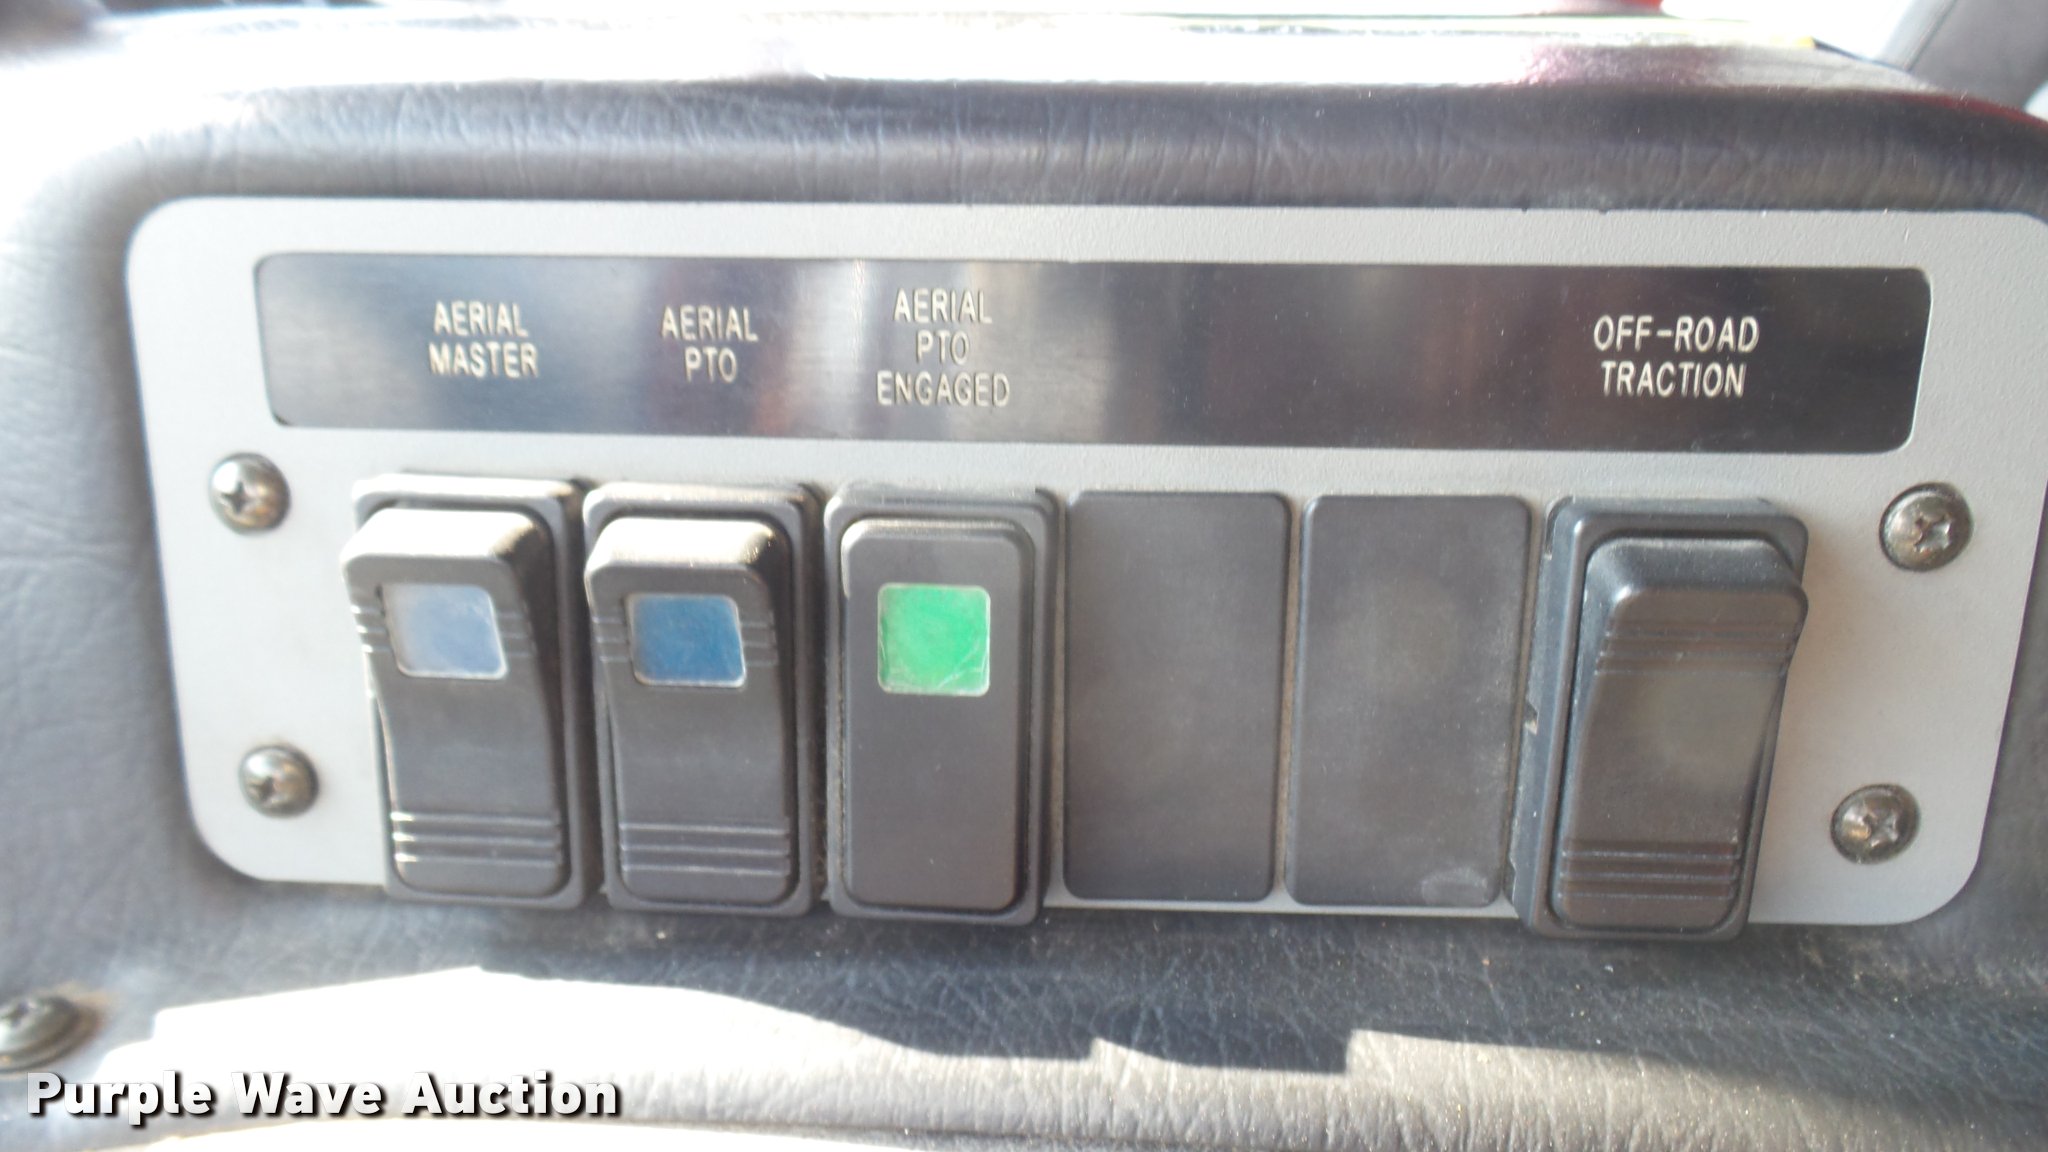 AERIAL
MASTER
AERIAL
PTO
AERIAL
PTO
ENGAGED
OFF-ROAD
TRACTION
Purple Wave Auction